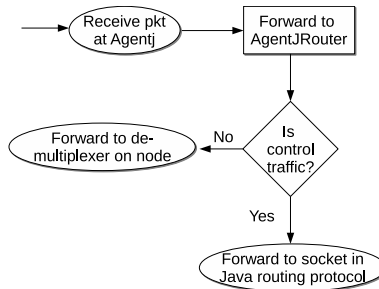 Receive pkt
at Agentj
Forward to
AgentJRouter
Is
control
traffic?
No
Forward to de-
multiplexer on node
Yes
Forward to socket in
Java routing protocol